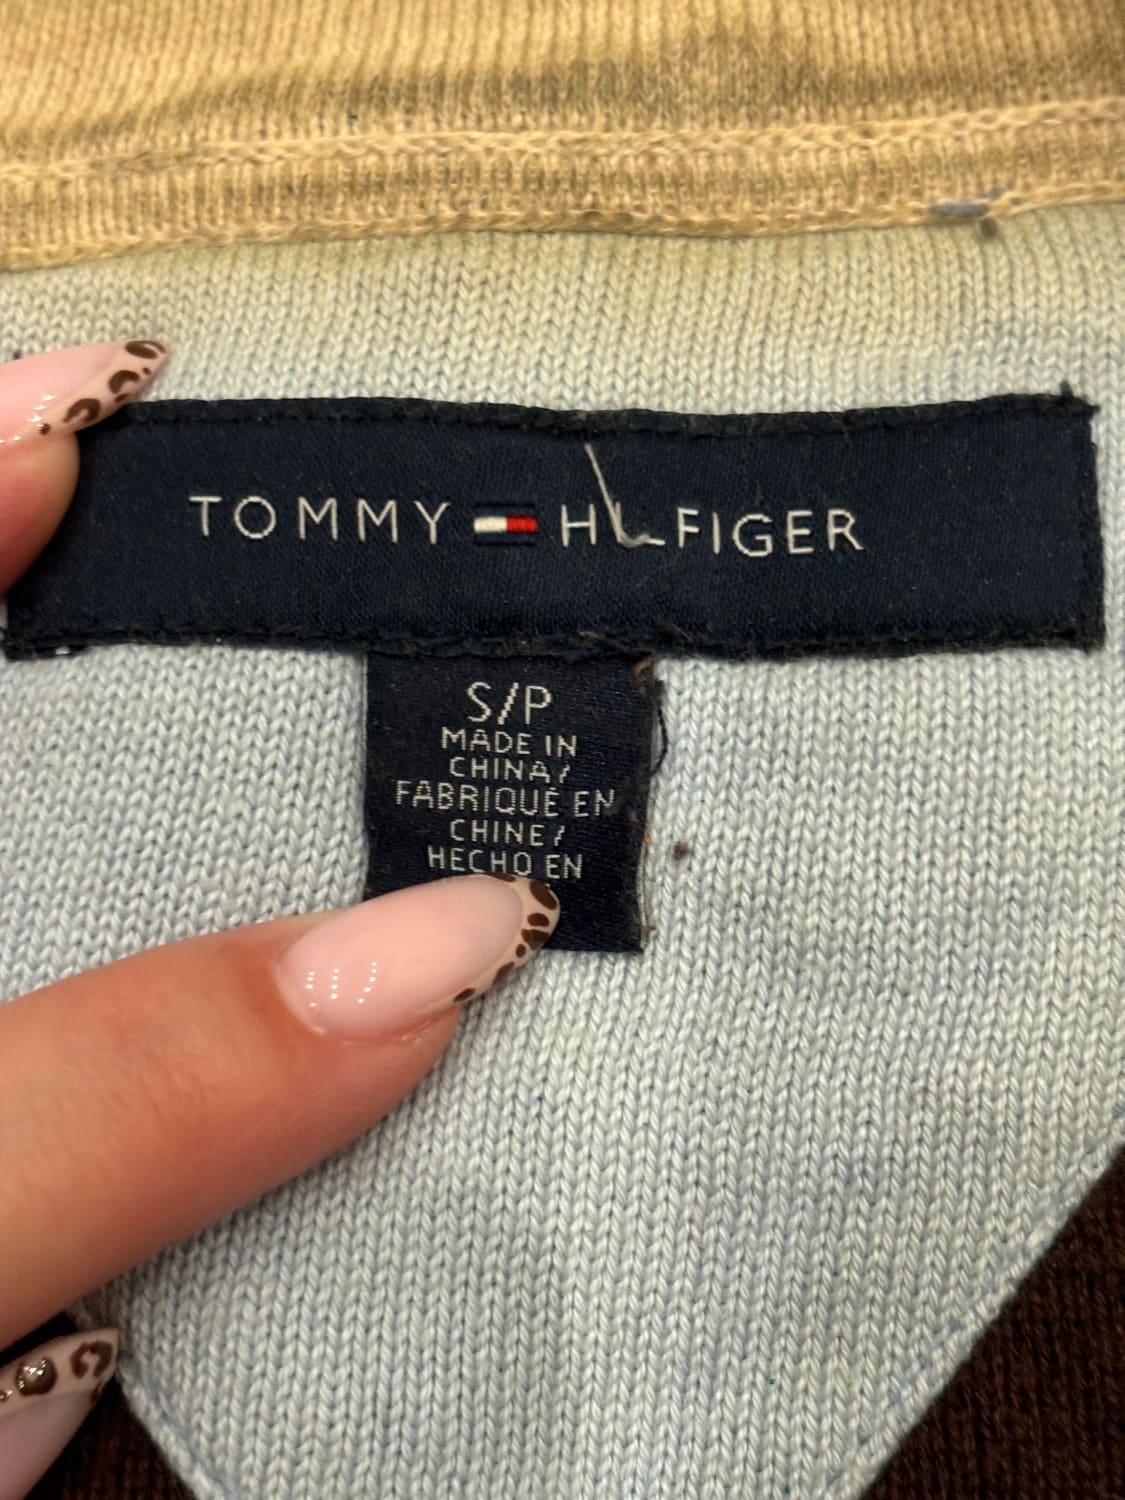 TOMMY HILFIGER
S/P
MADE IN
CHINA/
FABRIQUÉ EN
CHINE/
HECHO EN